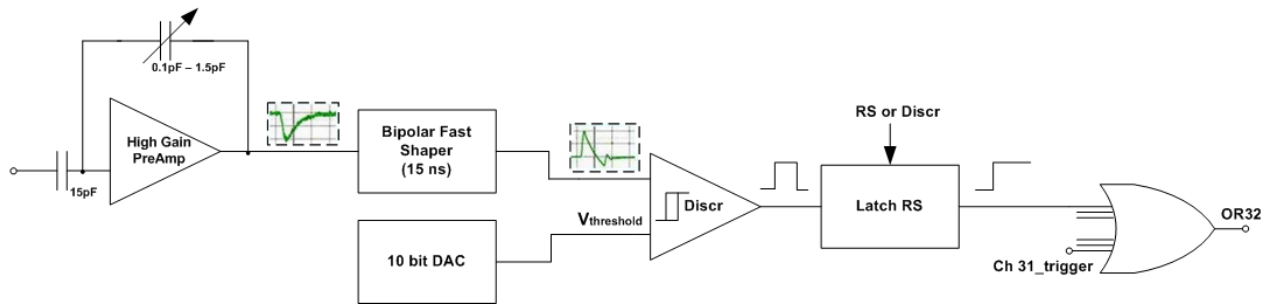 0.1pF – 1.5pF
High Gain
PreAmp
15pF
Bipolar Fast
Shaper
(15 ns)
10 bit DAC
Vthreshold
Discr
RS or Discr
Latch RS
Ch 31_trigger
OR32